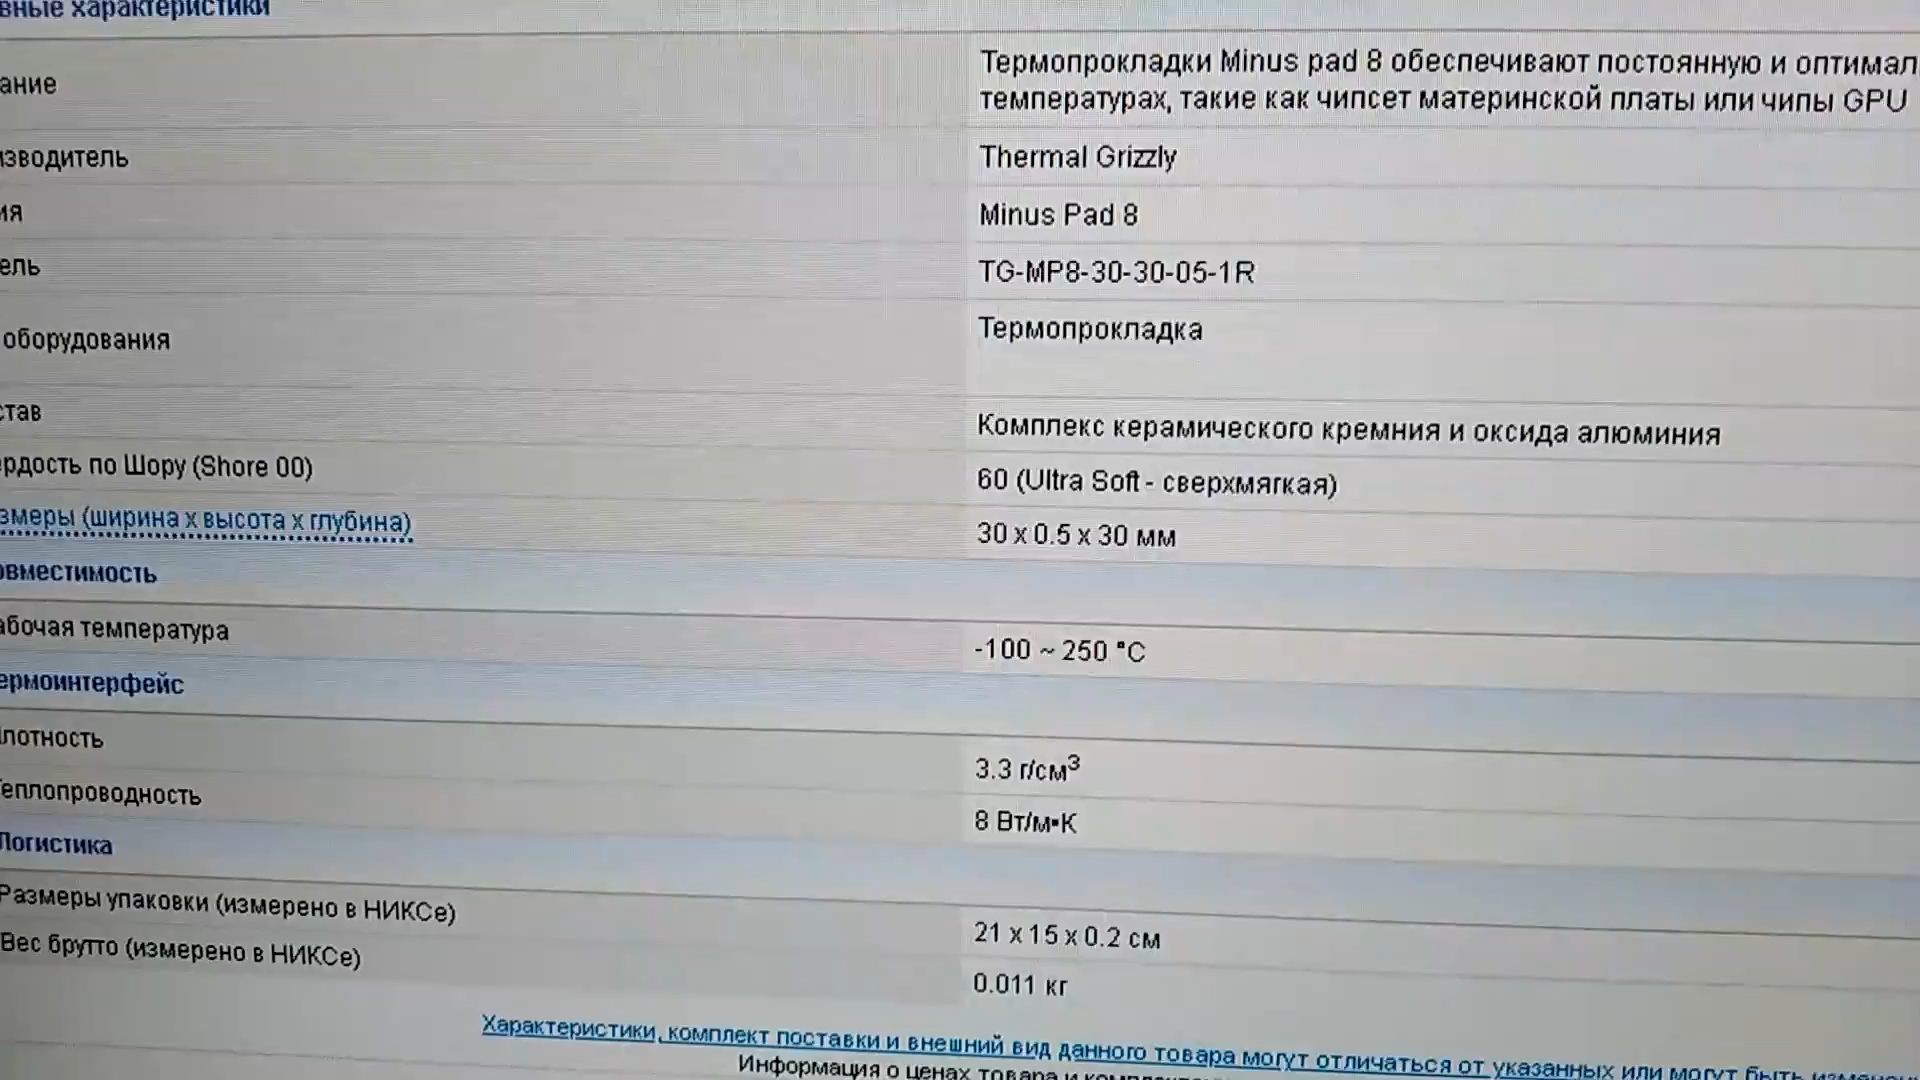 вные характеристики
ание
Термопрокладки Minus pad 8 обеспечивают постоянную и оптимал
температурах, такие как чипсет материнской платы или чипы GPU
изводитель
Thermal Grizzly
ия
Minus Pad 8
ель
TG-MP8-30-30-05-1R
оборудования
Термопрокладка
став
Комплекс керамического кремния и оксида алюминия
ердость по Шору (Shore 00)
60 (Ultra Soft - сверхмягкая)
змеры (ширина x высота x глубина)
30 x 0.5 x 30 мм
овместимость
абочая температура
-100 ~ 250 °C
ермоинтерфейс
лотность
3.3 г/см³
Теплопроводность
8 Вт/м•К
Логистика
Размеры упаковки (измерено в НИКСе)
21 x 15 x 0.2 см
Вес брутто (измерено в НИКСе)
0.011 кг
Характеристики, комплект поставки и внешний вид данного товара могут отличаться от указанных или могут быть
Информация о ценах товара и